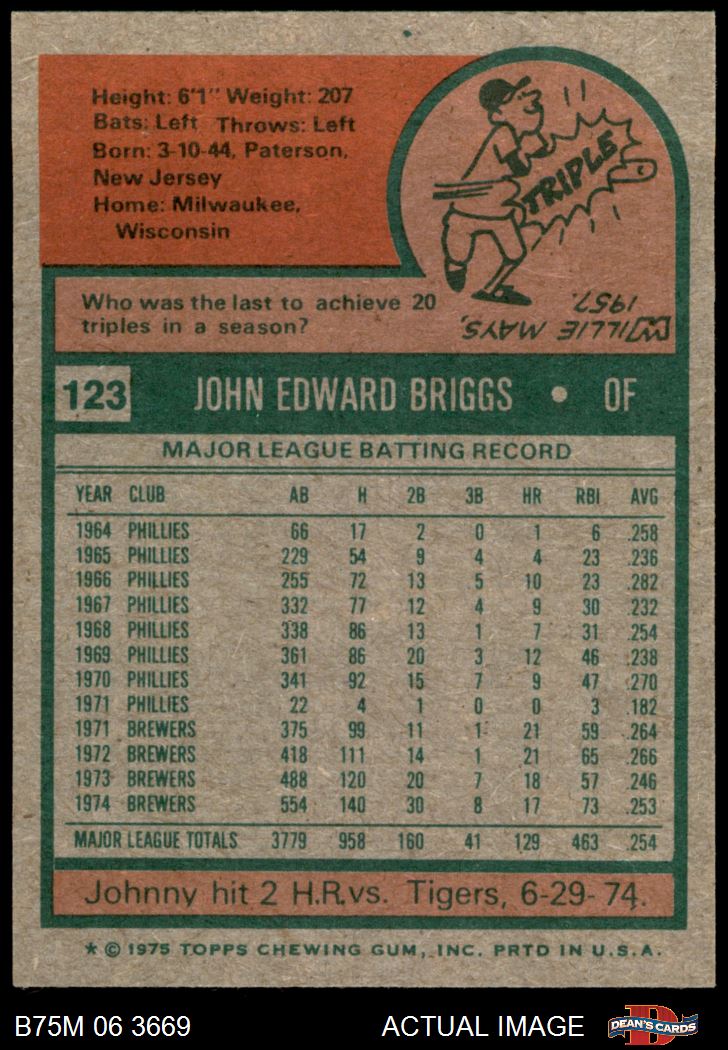 Height: 6'1" Weight: 207
Bats: Left Throws: Left
Born: 3-10-44, Paterson,
New Jersey
Home: Milwaukee,
Wisconsin
TRIPLE
Who was the last to achieve 20
triples in a season?
WILLIE MAYS,
1957.
123 JOHN EDWARD BRIGGS • OF
MAJOR LEAGUE BATTING RECORD
YEAR CLUB AB H 2B 3B HR RBI AVG
1964 PHILLIES 66 17 2 0 1 6 .258
1965 PHILLIES 229 54 9 4 4 23 .236
1966 PHILLIES 255 72 13 5 10 23 .282
1967 PHILLIES 332 77 12 4 9 30 .232
1968 PHILLIES 338 86 13 1 7 31 .254
1969 PHILLIES 361 86 20 3 12 46 .238
1970 PHILLIES 341 92 15 7 9 47 .270
1971 PHILLIES 22 4 1 0 0 3 .182
1971 BREWERS 375 99 11 1 21 59 .264
1972 BREWERS 418 111 14 1 21 65 .266
1973 BREWERS 488 120 20 7 18 57 .246
1974 BREWERS 554 140 30 8 17 73 .253
MAJOR LEAGUE TOTALS 3779 958 160 41 129 463 .254
Johnny hit 2 H.R.vs. Tigers, 6-29-74.
* © 1975 TOPPS CHEWING GUM, INC. PRTD IN U.S.A.
B75M 06 3669 ACTUAL IMAGE D DEAN'S CARDS